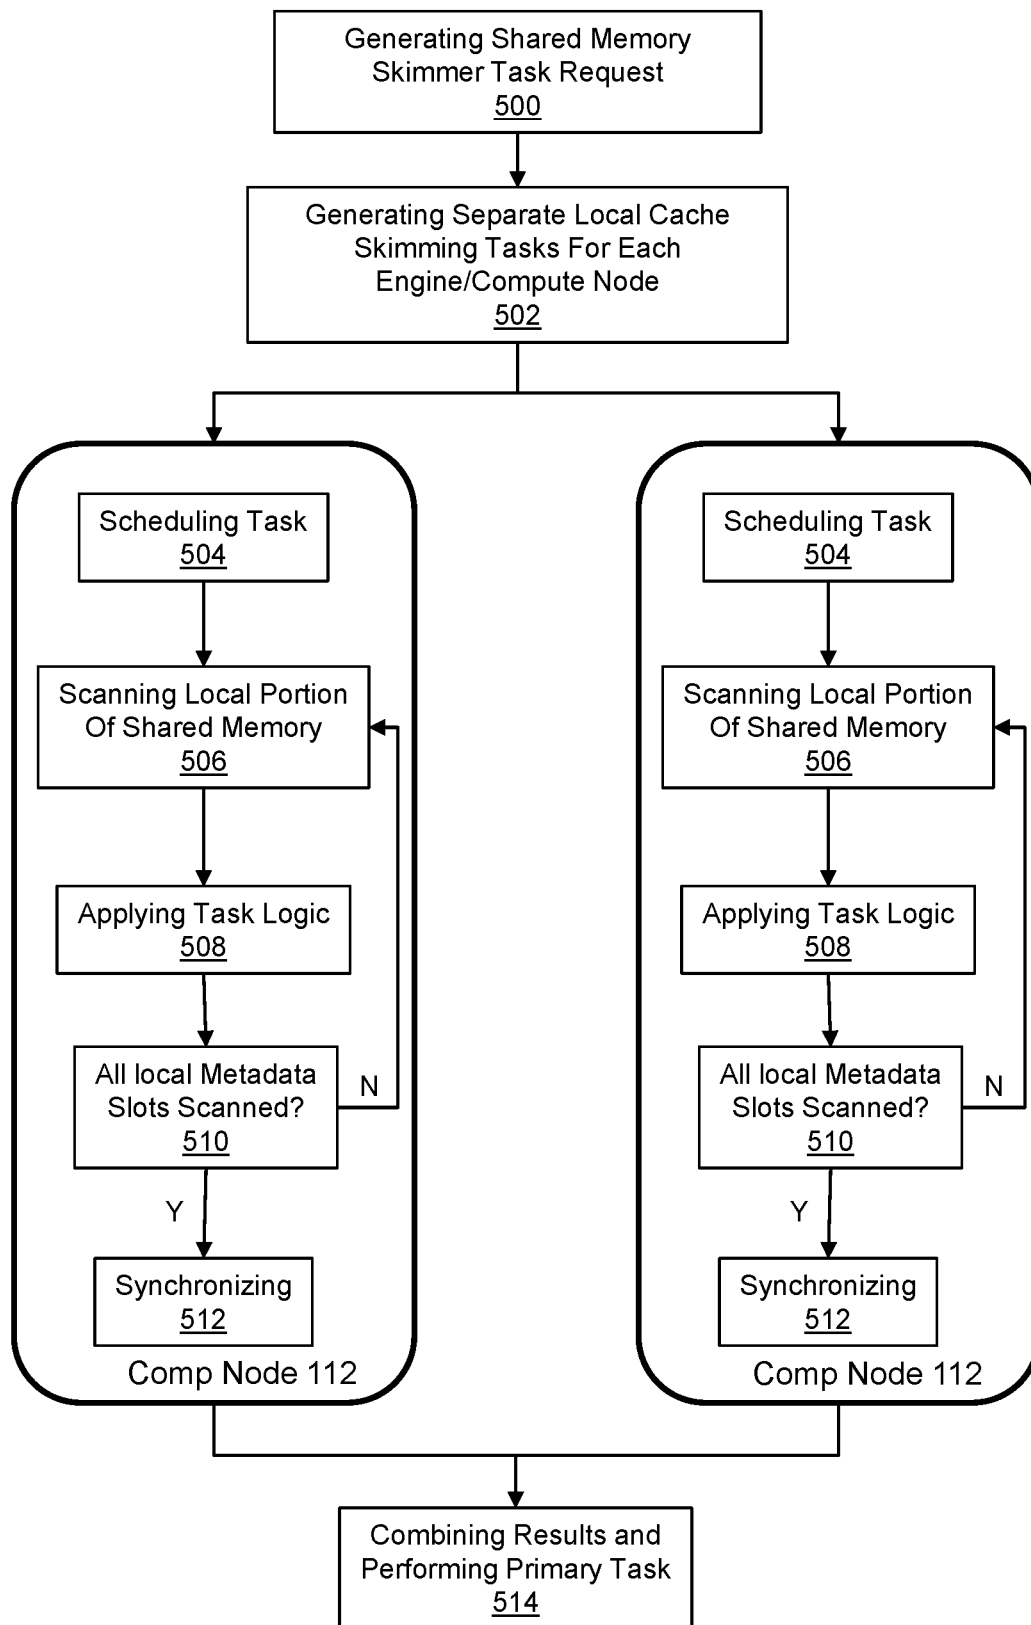 Generating Shared Memory
Skimmer Task Request
500
Generating Separate Local Cache
Skimming Tasks For Each
Engine/Compute Node
502
Scheduling Task
504
Scanning Local Portion
Of Shared Memory
506
Applying Task Logic
508
All local Metadata
Slots Scanned?
510
N
Y
Synchronizing
512
Comp Node 112
Scheduling Task
504
Scanning Local Portion
Of Shared Memory
506
Applying Task Logic
508
All local Metadata
Slots Scanned?
510
N
Y
Synchronizing
512
Comp Node 112
Combining Results and
Performing Primary Task
514